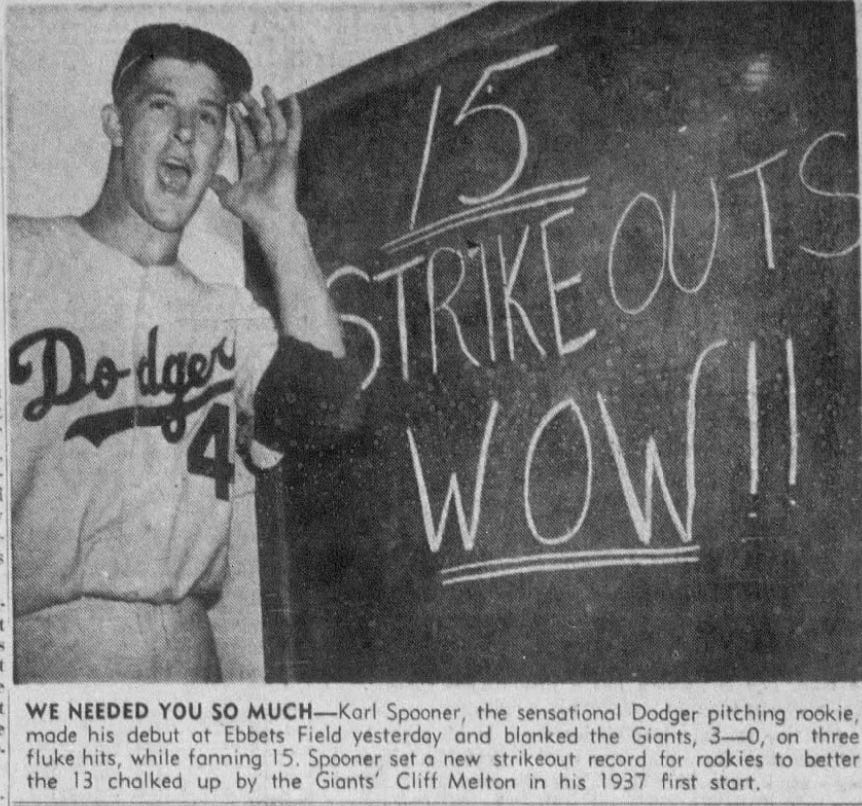 15
STRIKE OUTS
WOW!!
Dodgers
4
WE NEEDED YOU SO MUCH—Karl Spooner, the sensational Dodger pitching rookie,
made his debut at Ebbets Field yesterday and blanked the Giants, 3—0, on three
fluke hits, while fanning 15. Spooner set a new strikeout record for rookies to better
the 13 chalked up by the Giants' Cliff Melton in his 1937 first start.